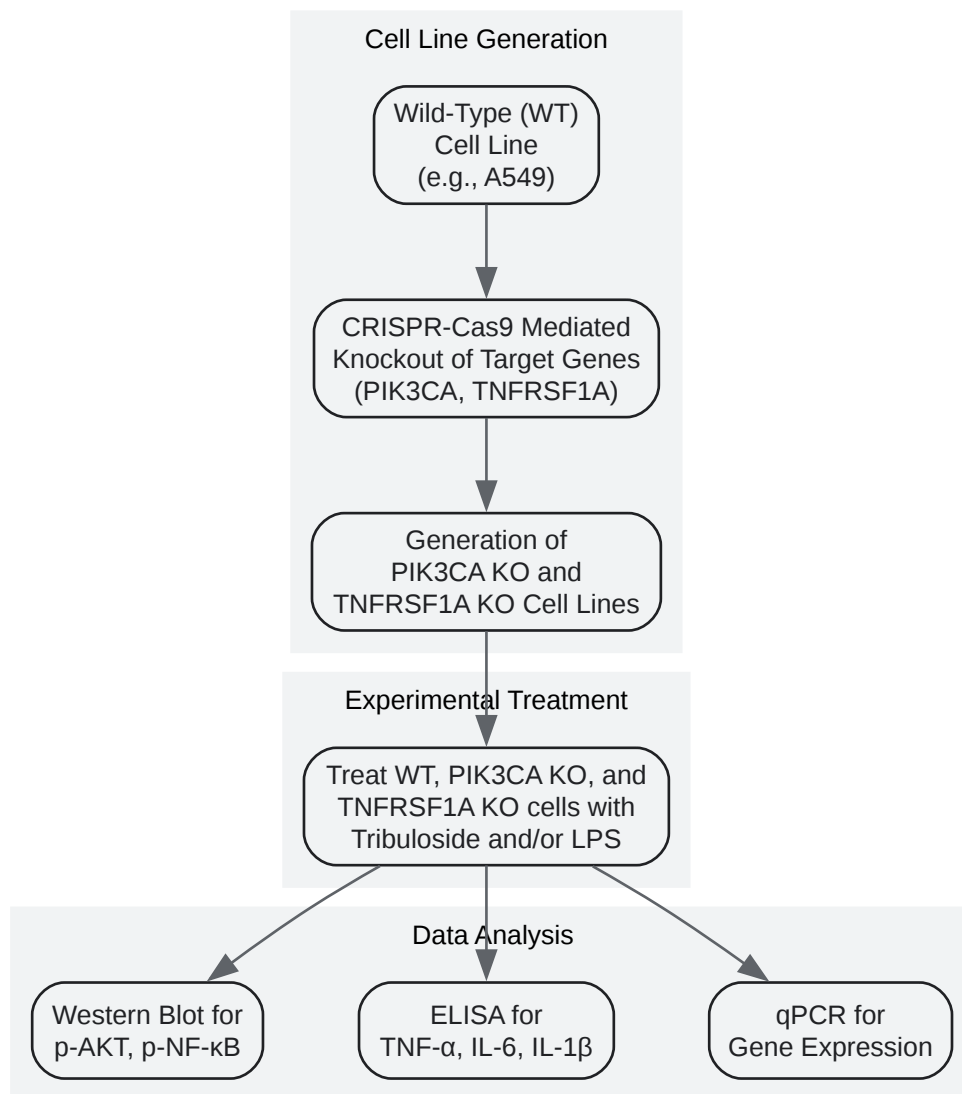 Cell Line Generation
Wild-Type (WT)
Cell Line
(e.g., A549)
CRISPR-Cas9 Mediated
Knockout of Target Genes
(PIK3CA, TNFRSF1A)
Generation of
PIK3CA KO and
TNFRSF1A KO Cell Lines
Experimental Treatment
Treat WT, PIK3CA KO, and
TNFRSF1A KO cells with
Tribuloside and/or LPS
Data Analysis
Western Blot for
p-AKT, p-NF-κB
ELISA for
TNF-α, IL-6, IL-1β
qPCR for
Gene Expression